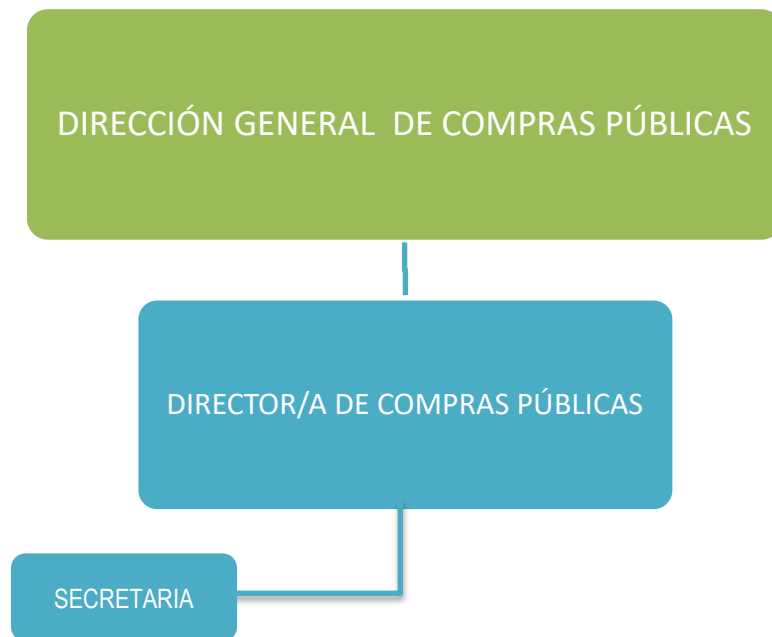 DIRECCIÓN GENERAL  DE COMPRAS PÚBLICAS
DIRECTOR/A DE COMPRAS PÚBLICAS
SECRETARIA